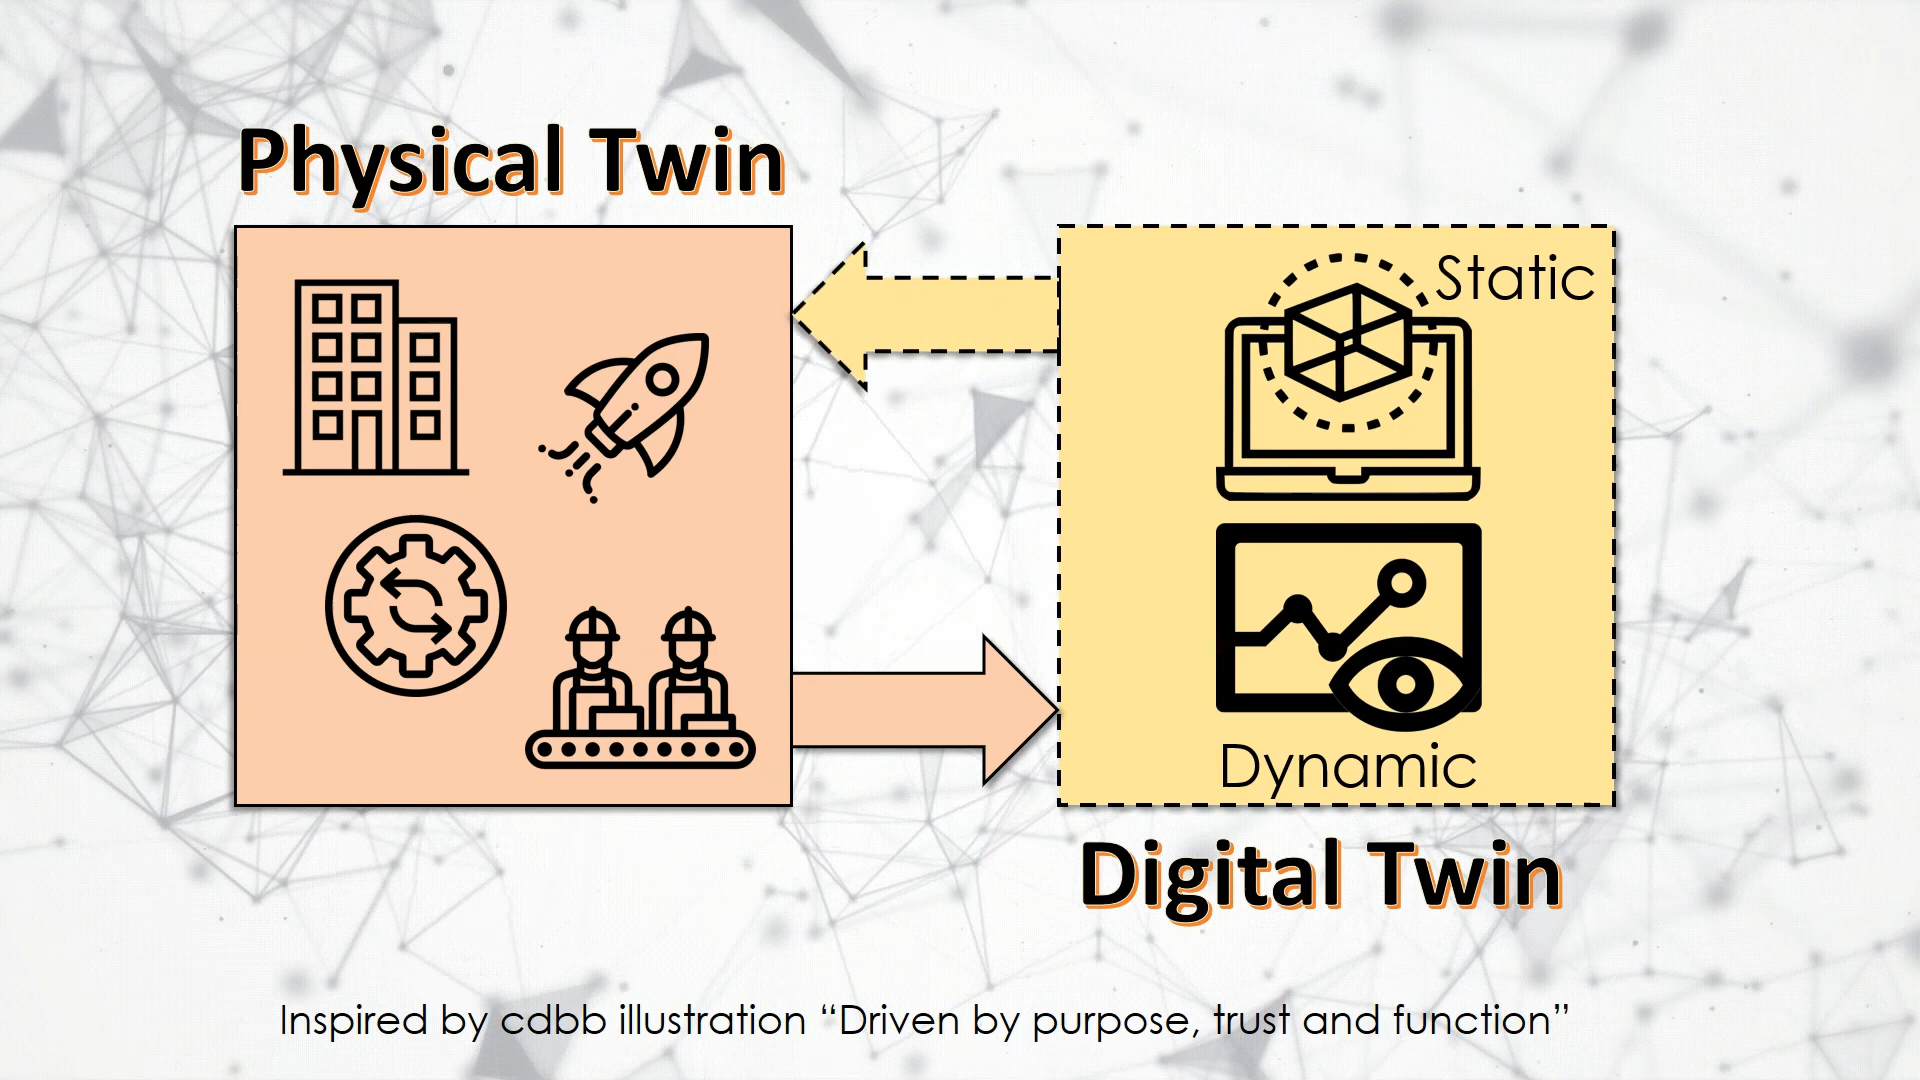 Physical Twin
Static
Dynamic
Digital Twin
Inspired by cdbb illustration “Driven by purpose, trust and function”